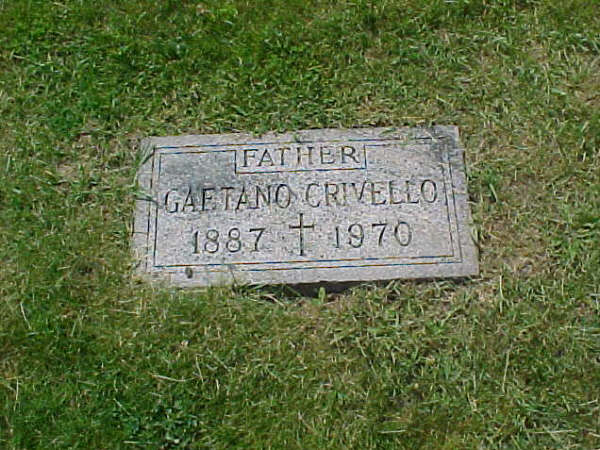 FATHER
GAETANO CRIVELLO
1887 † 1970